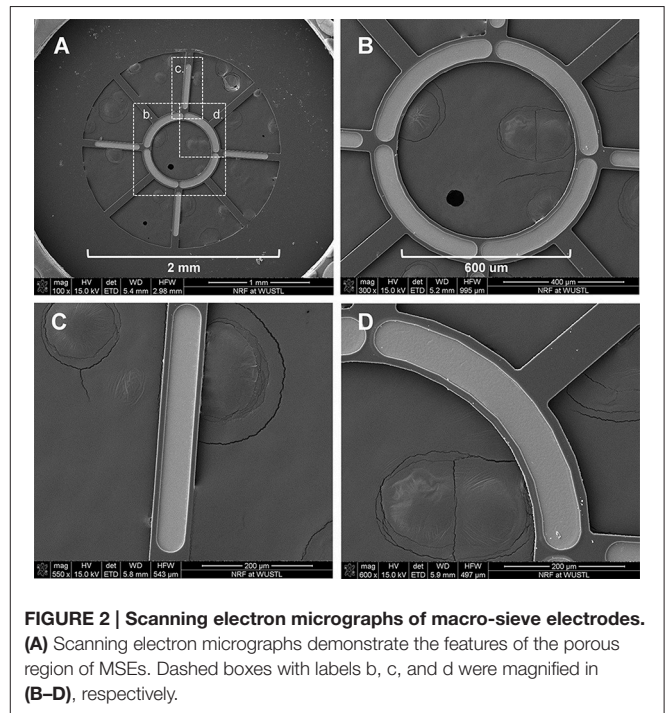 A
c.
b.
d.
2 mm
mag HV det WD HFW
100 x 15.0 kV ETD 5.4 mm 2.98 mm
1 mm
NRF at WUSTL
B
600 um
mag HV det WD HFW
300 x 15.0 kV ETD 5.2 mm 995 µm
400 µm
NRF at WUSTL
C
mag HV det WD HFW
550 x 15.0 kV ETD 5.8 mm 543 µm
200 µm
NRF at WUSTL
D
mag HV det WD HFW
600 x 15.0 kV ETD 5.9 mm 497 µm
200 µm
NRF at WUSTL
FIGURE 2 | Scanning electron micrographs of macro-sieve electrodes.
(A) Scanning electron micrographs demonstrate the features of the porous
region of MSEs. Dashed boxes with labels b, c, and d were magnified in
(B–D), respectively.